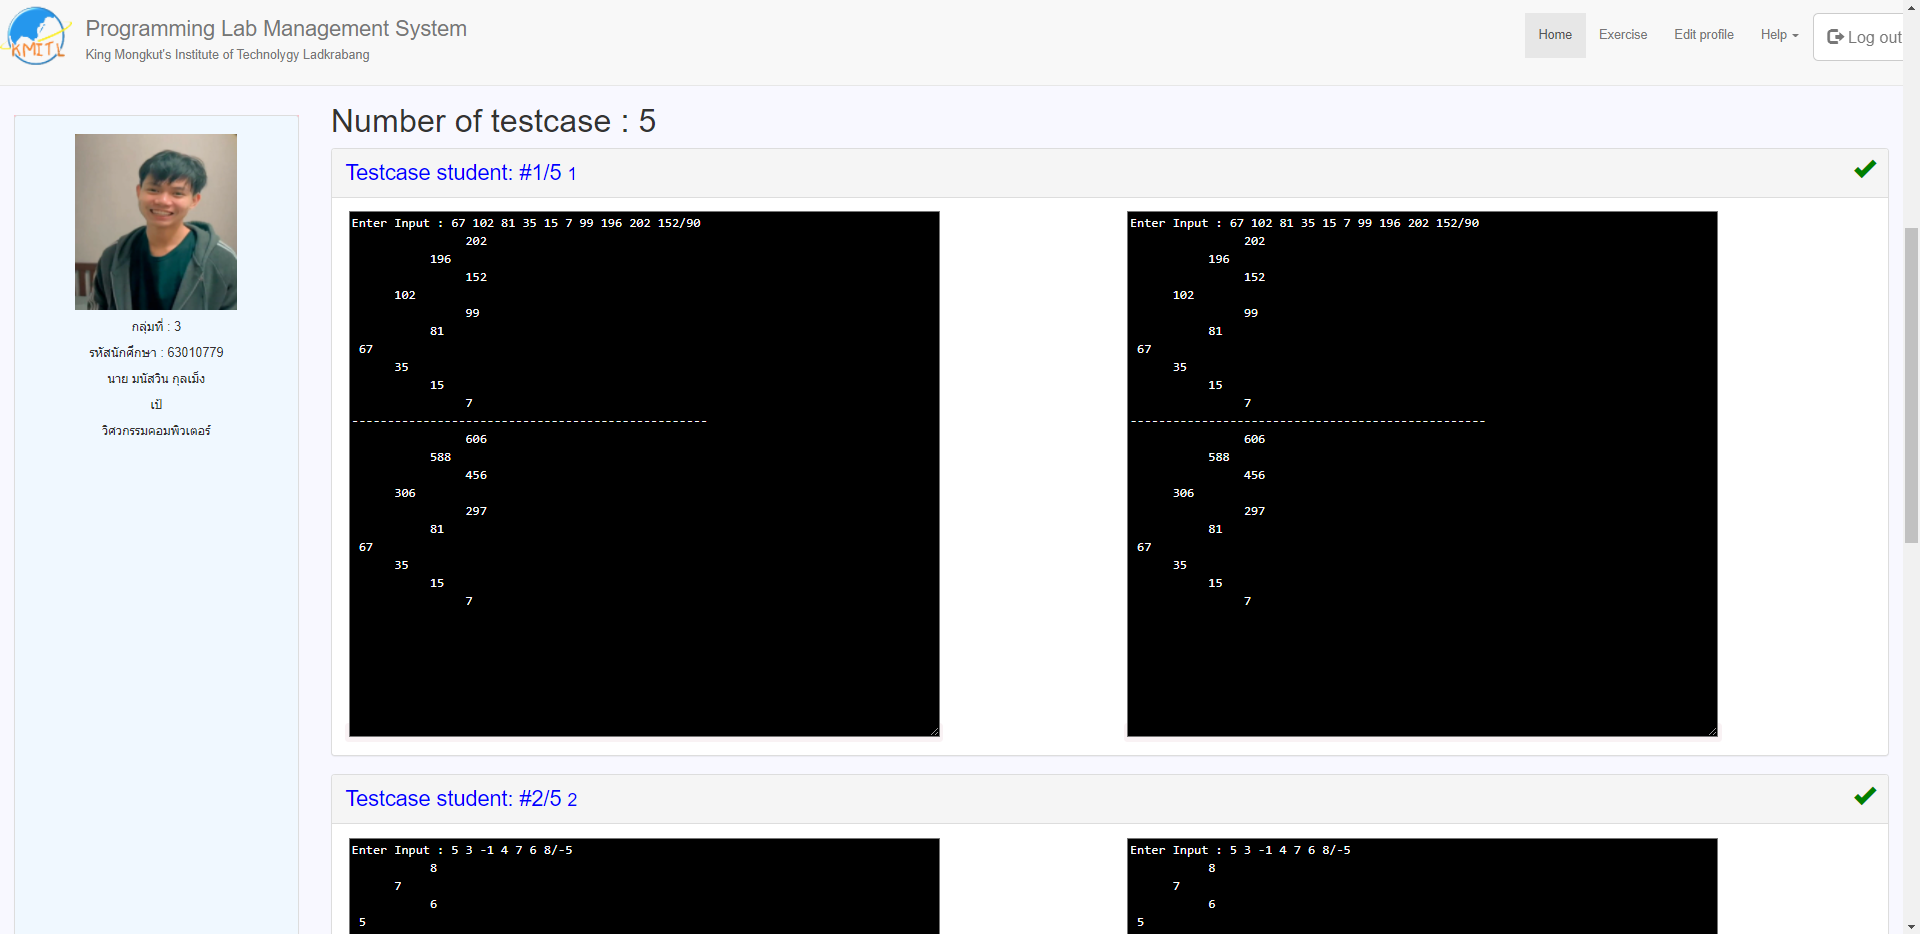 KMITL
Programming Lab Management System
King Mongkut's Institute of Technolygy Ladkrabang
Home
Exercise
Edit profile
Help
Log out
กลุ่มที่ : 3
รหัสนักศึกษา : 63010779
นาย มนัสวิน กุลเม็ง
เป้
วิศวกรรมคอมพิวเตอร์
Number of testcase : 5
Testcase student: #1/5 1
Enter Input : 67 102 81 35 15 7 99 196 202 152/90
202
196
152
102
99
81
67
35
15
7
--------------------------------------------------
606
588
456
306
297
81
67
35
15
7
Enter Input : 67 102 81 35 15 7 99 196 202 152/90
202
196
152
102
99
81
67
35
15
7
--------------------------------------------------
606
588
456
306
297
81
67
35
15
7
Testcase student: #2/5 2
Enter Input : 5 3 -1 4 7 6 8/-5
8
7
6
5
Enter Input : 5 3 -1 4 7 6 8/-5
8
7
6
5